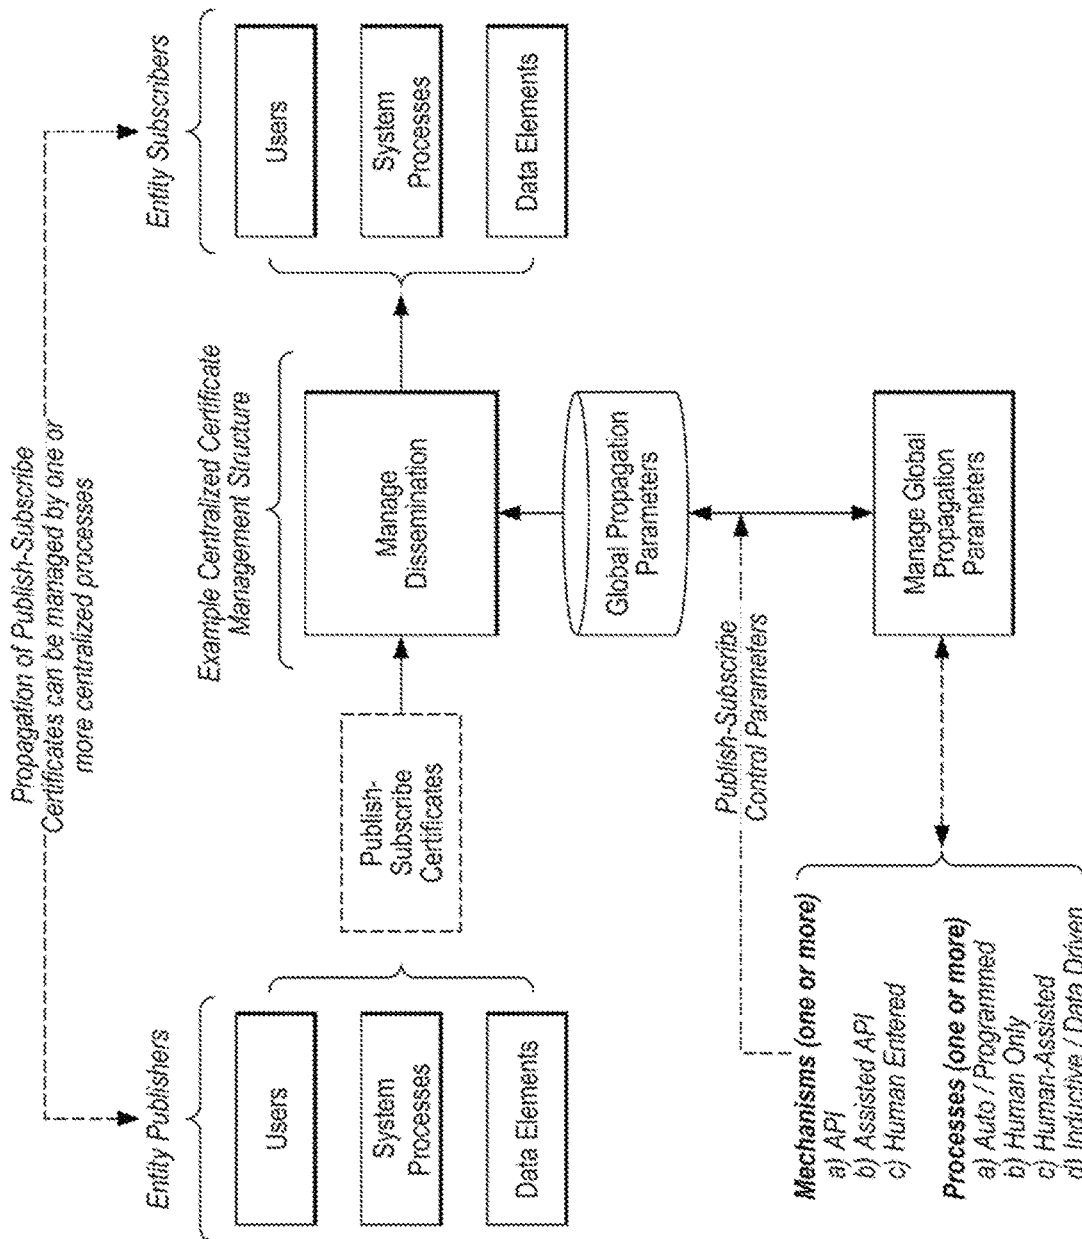 Propagation of Publish-Subscribe
Certificates can be managed by one or
more centralized processes
Entity Publishers
Users
System
Processes
Data Elements
Publish-
Subscribe
Certificates
Example Centralized Certificate
Management Structure
Manage
Dissemination
Entity Subscribers
Users
System
Processes
Data Elements
Global Propagation
Parameters
Publish-Subscribe
Control Parameters
Manage Global
Propagation
Parameters
Mechanisms (one or more)
a) API
b) Assisted API
c) Human Entered
Processes (one or more)
a) Auto / Programmed
b) Human Only
c) Human-Assisted
d) Inductive / Data Driven